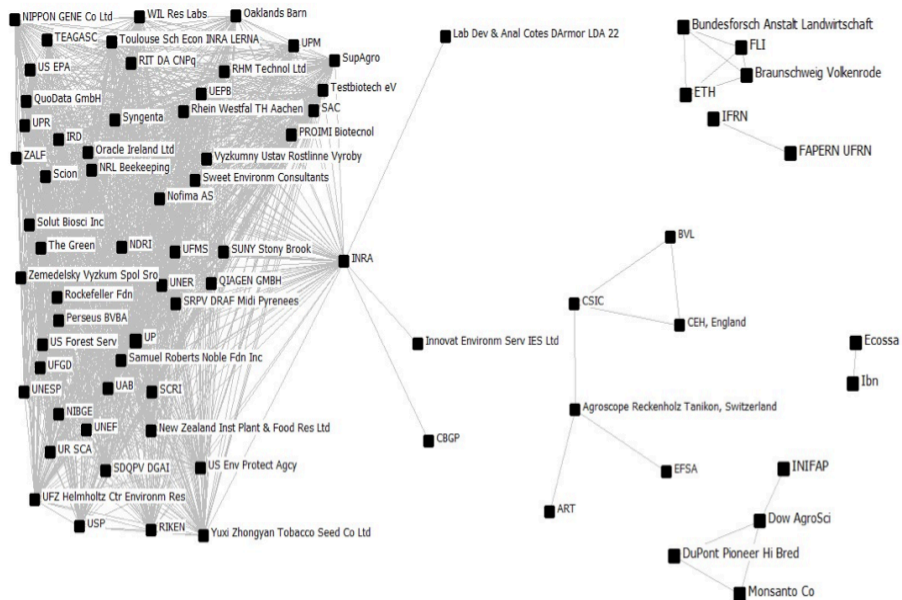 NIPPON GENE Co Ltd
WIL Res Labs
Oaklands Barn
TEAGASC
Toulouse Sch Econ INRA LERNA
UPM
SupAgro
US EPA
RIT DA CNPq
RHM Technol Ltd
Testbiotech eV
QuoData GmbH
UEPB
Rhein Westfal TH Aachen
SAC
UPR
Syngenta
PROIMI Biotecnol
IRD
Oracle Ireland Ltd
Vyzkumny Ustav Rostlinne Vyroby
ZALF
NRL Beekeeping
Scion
Sweet Environm Consultants
Nofima AS
Solut Biosci Inc
The Green
NDRI
UFMS
SUNY Stony Brook
INRA
Zemedelsky Vyzkum Spol Sro
UNER
QIAGEN GMBH
Rockefeller Fdn
SRPV DRAF Midi Pyrenees
Perseus BVBA
US Forest Serv
UP
Samuel Roberts Noble Fdn Inc
UFGD
UNESP
UAB
SCRI
NIBGE
UNEF
New Zealand Inst Plant & Food Res Ltd
UR SCA
SDQPV DGAI
US Env Protect Agcy
UFZ Helmholtz Ctr Environm Res
USP
RIKEN
Yuxi Zhongyan Tobacco Seed Co Ltd
Lab Dev & Anal Cotes DArmor LDA 22
Innovat Environm Serv IES Ltd
CBGP
Bundesforsch Anstalt Landwirtschaft
FLI
Braunschweig Volkenrode
ETH
IFRN
FAPERN UFRN
BVL
CSIC
CEH, England
Agroscope Reckenholz Tanikon, Switzerland
EFSA
ART
Ecossa
Ibn
INIFAP
Dow AgroSci
DuPont Pioneer Hi Bred
Monsanto Co